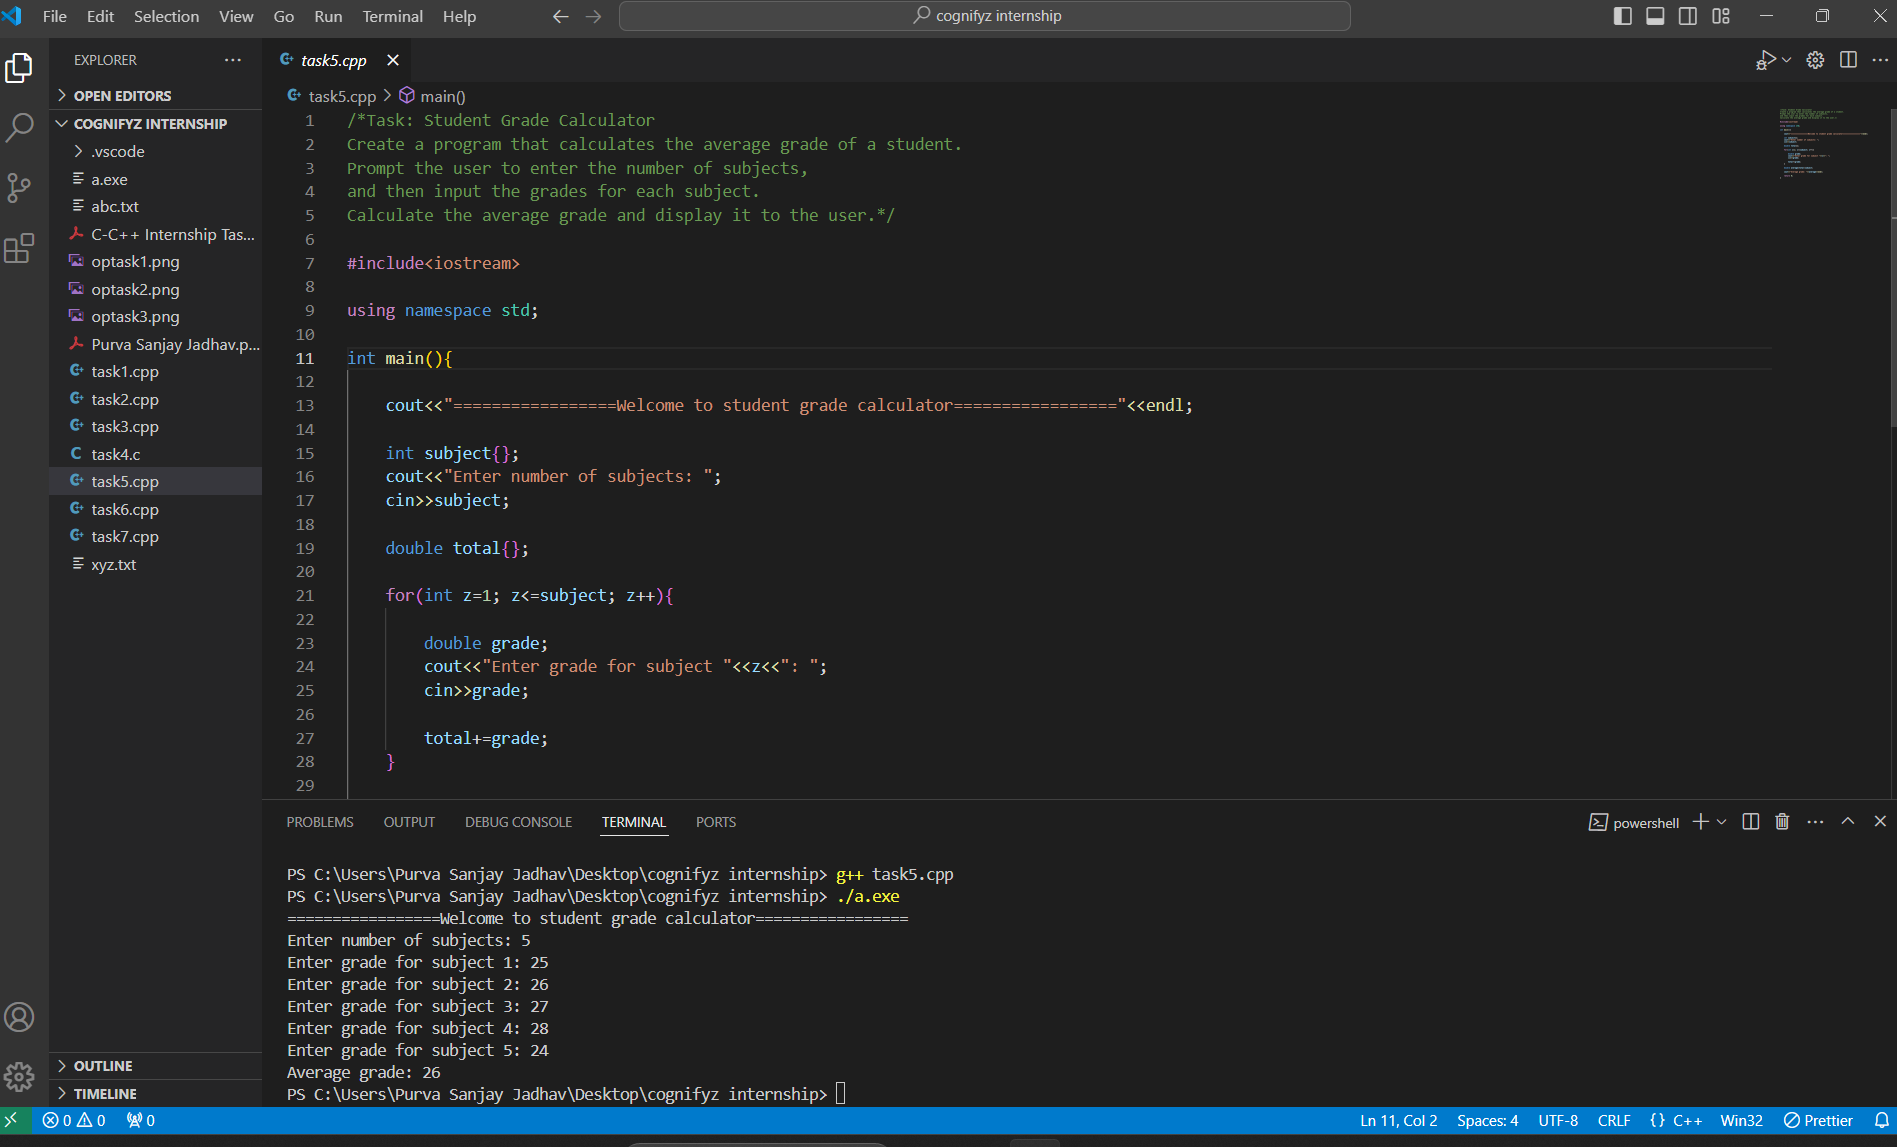 File Edit Selection View Go Run Terminal Help
cognifyz internship
EXPLORER
OPEN EDITORS
COGNIFYZ INTERNSHIP
.vscode
a.exe
abc.txt
C-C++ Internship Tas...
optask1.png
optask2.png
optask3.png
Purva Sanjay Jadhav.p...
task1.cpp
task2.cpp
task3.cpp
C task4.c
task5.cpp
task6.cpp
task7.cpp
xyz.txt
OUTLINE
TIMELINE
task5.cpp
task5.cpp > main()
1 /*Task: Student Grade Calculator
2 Create a program that calculates the average grade of a student.
3 Prompt the user to enter the number of subjects,
4 and then input the grades for each subject.
5 Calculate the average grade and display it to the user.*/
6
7 #include<iostream>
8
9 using namespace std;
10
11 int main(){
12
13 cout<<"=================Welcome to student grade calculator================="<<endl;
14
15 int subject{};
16 cout<<"Enter number of subjects: ";
17 cin>>subject;
18
19 double total{};
20
21 for(int z=1; z<=subject; z++){
22
23 double grade;
24 cout<<"Enter grade for subject "<<z<<": ";
25 cin>>grade;
26
27 total+=grade;
28 }
29
PROBLEMS OUTPUT DEBUG CONSOLE TERMINAL PORTS
powershell
PS C:\Users\Purva Sanjay Jadhav\Desktop\cognifyz internship> g++ task5.cpp
PS C:\Users\Purva Sanjay Jadhav\Desktop\cognifyz internship> ./a.exe
=================Welcome to student grade calculator=================
Enter number of subjects: 5
Enter grade for subject 1: 25
Enter grade for subject 2: 26
Enter grade for subject 3: 27
Enter grade for subject 4: 28
Enter grade for subject 5: 24
Average grade: 26
PS C:\Users\Purva Sanjay Jadhav\Desktop\cognifyz internship>
0 0 0 Ln 11, Col 2 Spaces: 4 UTF-8 CRLF {} C++ Win32 Prettier